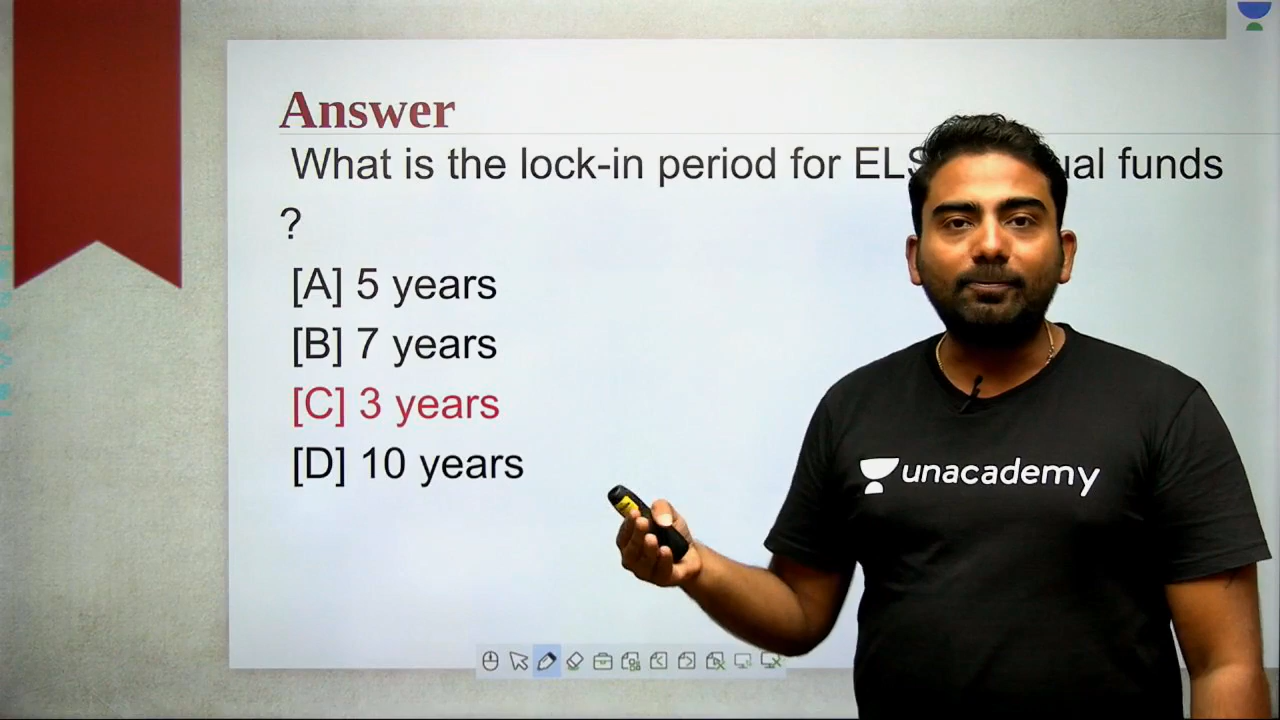 Answer
What is the lock-in period for ELS ual funds
?
[A] 5 years
[B] 7 years
[C] 3 years
[D] 10 years
unacademy